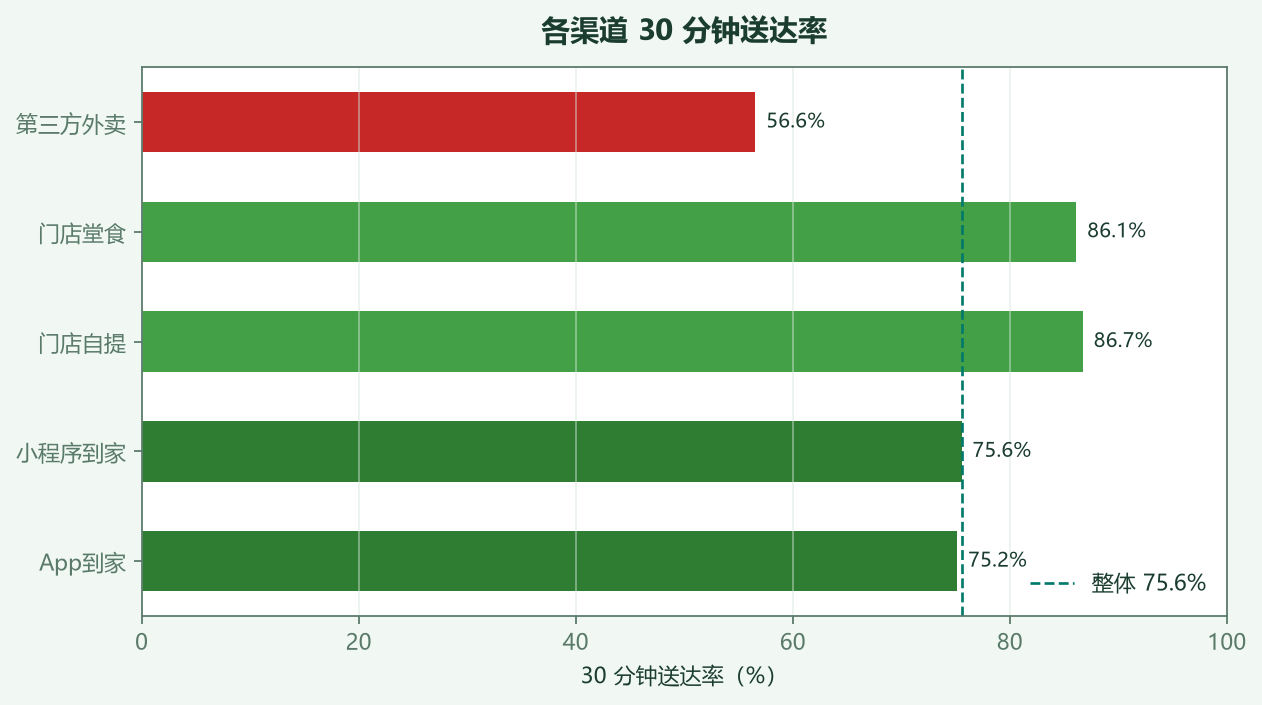 各渠道 30 分钟送达率
第三方外卖
56.6%
门店堂食
86.1%
门店自提
86.7%
小程序到家
75.6%
App到家
75.2%
整体 75.6%
0 20 40 60 80 100
30 分钟送达率（%）